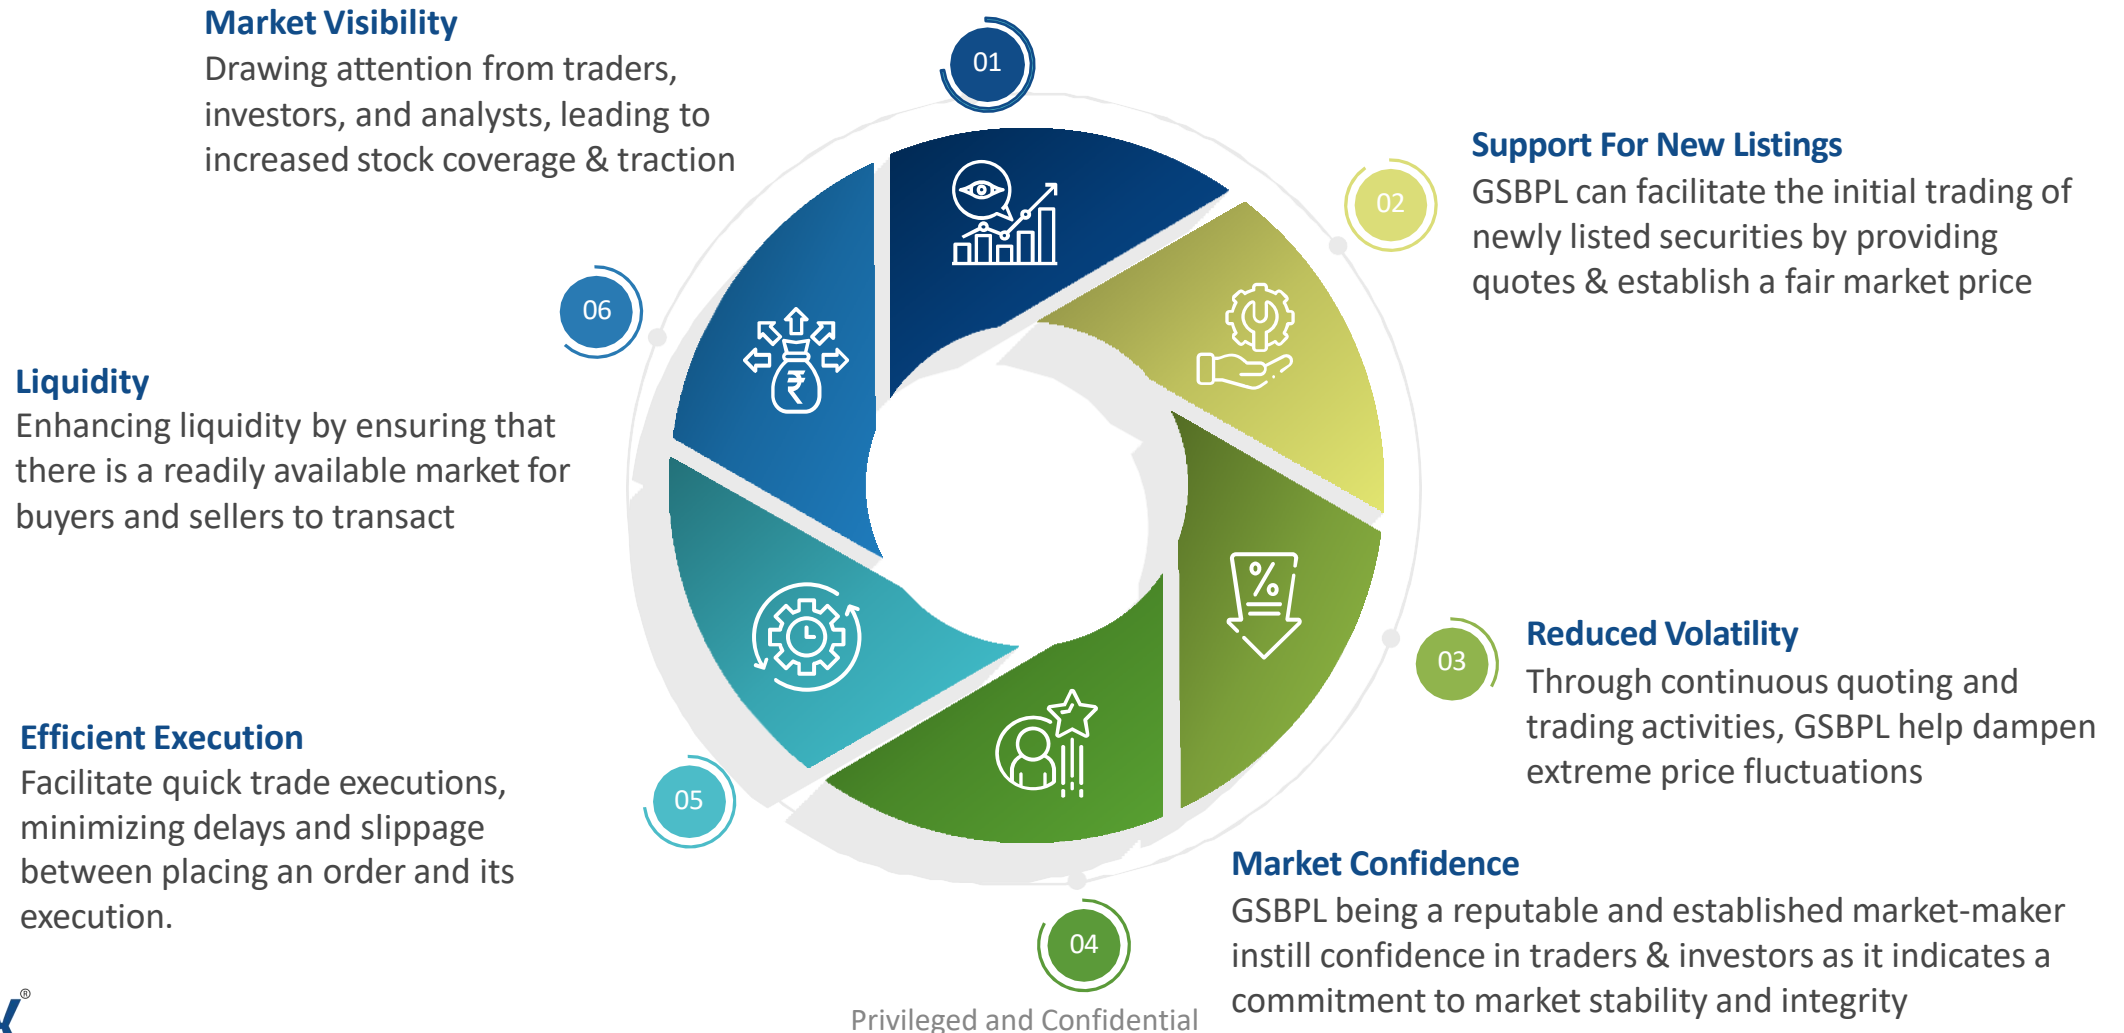 Market Visibility
Drawing attention from traders,
investors, and analysts, leading to
increased stock coverage & traction
01
02
Support For New Listings
GSBPL can facilitate the initial trading of
newly listed securities by providing
quotes & establish a fair market price
06
₹
Liquidity
Enhancing liquidity by ensuring that
there is a readily available market for
buyers and sellers to transact
%
03
Reduced Volatility
Through continuous quoting and
trading activities, GSBPL help dampen
extreme price fluctuations
Efficient Execution
Facilitate quick trade executions,
minimizing delays and slippage
between placing an order and its
execution.
05
04
Market Confidence
GSBPL being a reputable and established market-maker
instill confidence in traders & investors as it indicates a
commitment to market stability and integrity
®
Privileged and Confidential